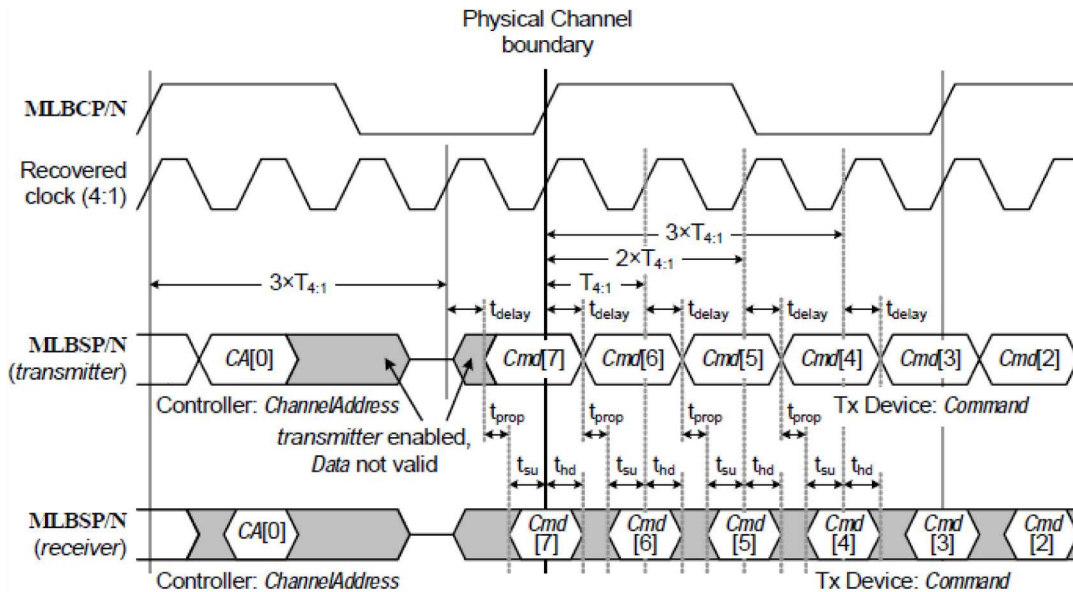 Physical Channel
boundary
MLBCP/N
Recovered
clock (4:1)
3×T4:1
2×T4:1
3×T4:1
T4:1
tdelay
tdelay
tdelay
tdelay
tdelay
MLBSP/N
(transmitter)
CA[0]
Cmd[7]
Cmd[6]
Cmd[5]
Cmd[4]
Cmd[3]
Cmd[2]
Controller: ChannelAddress
Tx Device: Command
transmitter enabled,
Data not valid
tprop
tprop
tprop
tprop
tsu
thd
tsu
thd
tsu
thd
tsu
thd
MLBSP/N
(receiver)
CA[0]
Cmd
[7]
Cmd
[6]
Cmd
[5]
Cmd
[4]
Cmd
[3]
Cmd
[2]
Controller: ChannelAddress
Tx Device: Command